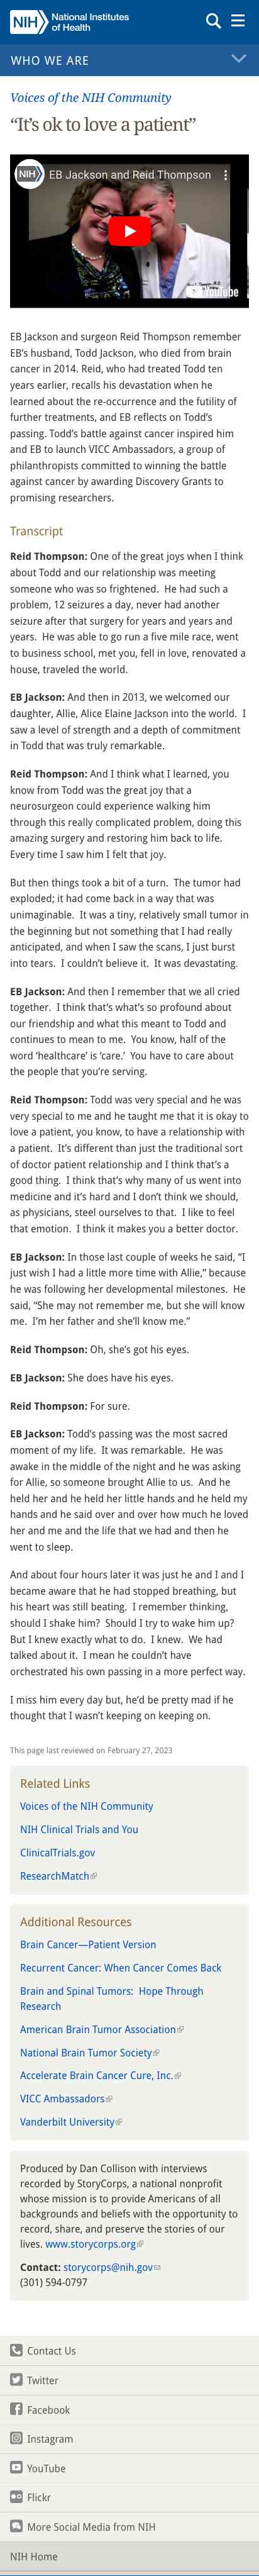 NIH National Institutes
of Health
WHO WE ARE
Voices of the NIH Community
“It’s ok to love a patient”
NIH EB Jackson and Reid Thompson
YouTube
EB Jackson and surgeon Reid Thompson remember
EB’s husband, Todd Jackson, who died from brain
cancer in 2014. Reid, who had treated Todd ten
years earlier, recalls his devastation when he
learned about the re-occurrence and the futility of
further treatments, and EB reflects on Todd’s
passing. Todd’s battle against cancer inspired him
and EB to launch VICC Ambassadors, a group of
philanthropists committed to winning the battle
against cancer by awarding Discovery Grants to
promising researchers.
Transcript
Reid Thompson: One of the great joys when I think
about Todd and our relationship was meeting
someone who was so frightened.  He had such a
problem, 12 seizures a day, never had another
seizure after that surgery for years and years and
years.  He was able to go run a five mile race, went
to business school, met you, fell in love, renovated a
house, traveled the world.
EB Jackson: And then in 2013, we welcomed our
daughter, Allie, Alice Elaine Jackson into the world.  I
saw a level of strength and a depth of commitment
in Todd that was truly remarkable.
Reid Thompson: And I think what I learned, you
know from Todd was the great joy that a
neurosurgeon could experience walking him
through this really complicated problem, doing this
amazing surgery and restoring him back to life.
Every time I saw him I felt that joy.
But then things took a bit of a turn.  The tumor had
exploded; it had come back in a way that was
unimaginable.  It was a tiny, relatively small tumor in
the beginning but not something that I had really
anticipated, and when I saw the scans, I just burst
into tears.  I couldn’t believe it.  It was devastating.
EB Jackson: And then I remember that we all cried
together.  I think that’s what’s so profound about
our friendship and what this meant to Todd and
continues to mean to me.  You know, half of the
word ‘healthcare’ is ‘care.’  You have to care about
the people that you’re serving.
Reid Thompson: Todd was very special and he was
very special to me and he taught me that it is ok to
love a patient, you know, to have a relationship with
a patient.  It’s different than just the traditional sort
of doctor patient relationship and I think that’s a
good thing.  I think that’s why many of us went into
medicine and it’s hard and I don’t think we should,
as physicians, steel ourselves to that.  I like to feel
that emotion.  I think it makes you a better doctor.
EB Jackson: In those last couple of weeks he said, “I
just wish I had a little more time with Allie,” because
he was following her developmental milestones.  He
said, “She may not remember me, but she will know
me.  I’m her father and she’ll know me.”
Reid Thompson: Oh, she’s got his eyes.
EB Jackson: She does have his eyes.
Reid Thompson: For sure.
EB Jackson: Todd’s passing was the most sacred
moment of my life.  It was remarkable.  He was
awake in the middle of the night and he was asking
for Allie, so someone brought Allie to us.  And he
held her and he held her little hands and he held my
hands and he said over and over how much he loved
her and me and the life that we had and then he
went to sleep.
And about four hours later it was just he and I and I
became aware that he had stopped breathing, but
his heart was still beating.  I remember thinking,
should I shake him?  Should I try to wake him up?
But I knew exactly what to do.  I knew.  We had
talked about it.  I mean he couldn’t have
orchestrated his own passing in a more perfect way.
I miss him every day but, he’d be pretty mad if he
thought that I wasn’t keeping on keeping on.
This page last reviewed on February 27, 2023
Related Links
Voices of the NIH Community
NIH Clinical Trials and You
ClinicalTrials.gov
ResearchMatch
Additional Resources
Brain Cancer—Patient Version
Recurrent Cancer: When Cancer Comes Back
Brain and Spinal Tumors:  Hope Through
Research
American Brain Tumor Association
National Brain Tumor Society
Accelerate Brain Cancer Cure, Inc.
VICC Ambassadors
Vanderbilt University
Produced by Dan Collison with interviews
recorded by StoryCorps, a national nonprofit
whose mission is to provide Americans of all
backgrounds and beliefs with the opportunity to
record, share, and preserve the stories of our
lives. www.storycorps.org
Contact: storycorps@nih.gov
(301) 594-0797
Contact Us
Twitter
Facebook
Instagram
YouTube
Flickr
More Social Media from NIH
NIH Home